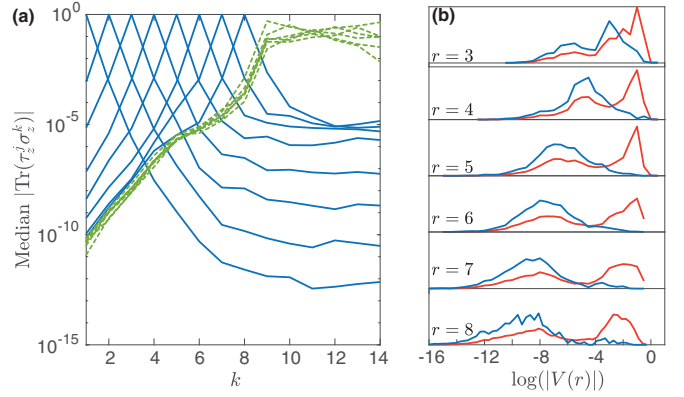 (a)
(b)
10^0
10^{-5}
10^{-10}
10^{-15}
Median |Tr(τ_z^j σ_z^k)|
2 4 6 8 10 12 14
k
r = 3
r = 4
r = 5
r = 6
r = 7
r = 8
-16 -12 -8 -4 0
log(|V(r)|)